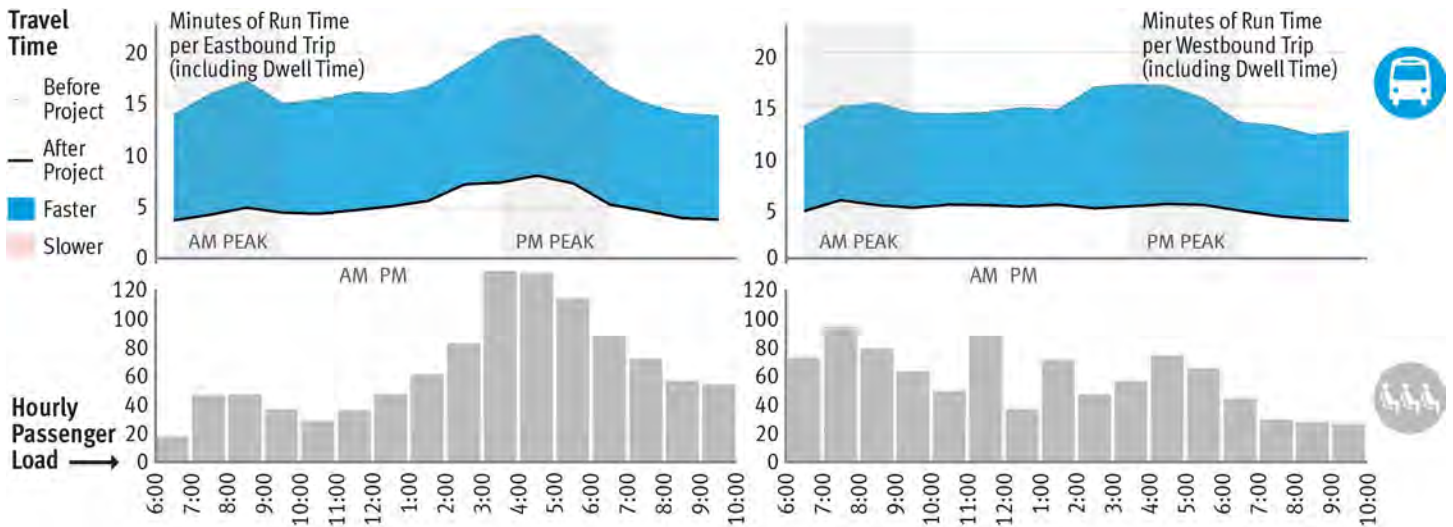 Travel
Time
Before
Project
After
Project
Faster
Slower
Minutes of Run Time
per Eastbound Trip
(including Dwell Time)
20
15
10
5
0
AM PEAK
PM PEAK
AM PM
Minutes of Run Time
per Westbound Trip
(including Dwell Time)
20
15
10
5
0
AM PEAK
PM PEAK
AM PM
Hourly
Passenger
Load
120
100
80
60
40
20
0
6:00
7:00
8:00
9:00
10:00
11:00
12:00
1:00
2:00
3:00
4:00
5:00
6:00
7:00
8:00
9:00
10:00
120
100
80
60
40
20
0
6:00
7:00
8:00
9:00
10:00
11:00
12:00
1:00
2:00
3:00
4:00
5:00
6:00
7:00
8:00
9:00
10:00